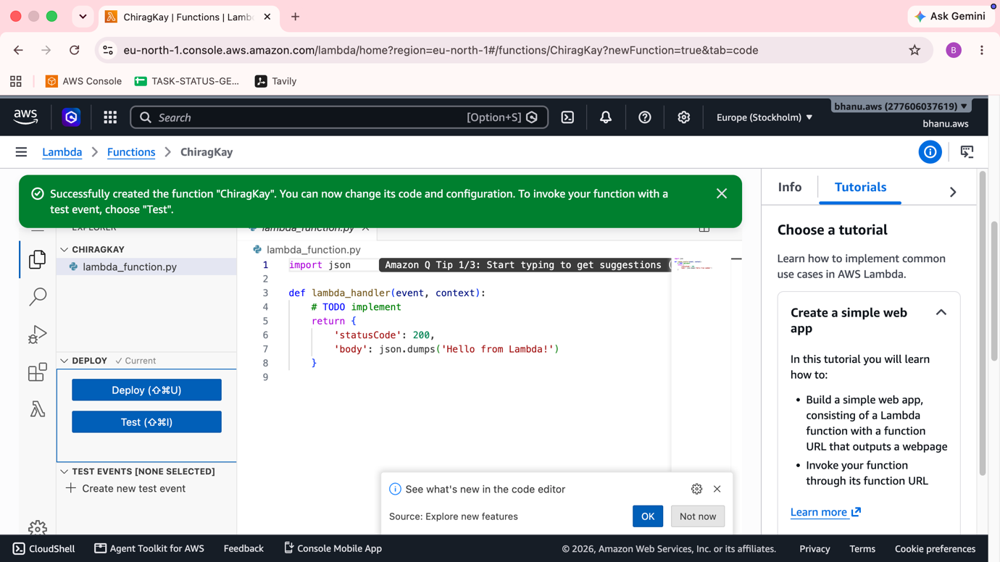 ChiragKay | Functions | Lamb
Ask Gemini
eu-north-1.console.aws.amazon.com/lambda/home?region=eu-north-1#/functions/ChiragKay?newFunction=true&tab=code
B
AWS Console
TASK-STATUS-GE...
Tavily
aws
Search
[Option+S]
Europe (Stockholm)
bhanu.aws (277606037619)
bhanu.aws
Lambda
Functions
ChiragKay
Successfully created the function "ChiragKay". You can now change its code and configuration. To invoke your function with a
test event, choose "Test".
EXPLORER
CHIRAGKAY
lambda_function.py
DEPLOY
Current
Deploy (⇧⌘U)
Test (⇧⌘I)
TEST EVENTS [NONE SELECTED]
Create new test event
lambda_function.py
lambda_function.py
1 import json
Amazon Q Tip 1/3: Start typing to get suggestions (
2
3 def lambda_handler(event, context):
4 # TODO implement
5 return {
6 'statusCode': 200,
7 'body': json.dumps('Hello from Lambda!')
8 }
9
See what's new in the code editor
Source: Explore new features
OK
Not now
Info
Tutorials
Choose a tutorial
Learn how to implement common
use cases in AWS Lambda.
Create a simple web
app
In this tutorial you will learn
how to:
• Build a simple web app,
consisting of a Lambda
function with a function
URL that outputs a webpage
• Invoke your function
through its function URL
Learn more
CloudShell
Agent Toolkit for AWS
Feedback
Console Mobile App
© 2026, Amazon Web Services, Inc. or its affiliates.
Privacy
Terms
Cookie preferences